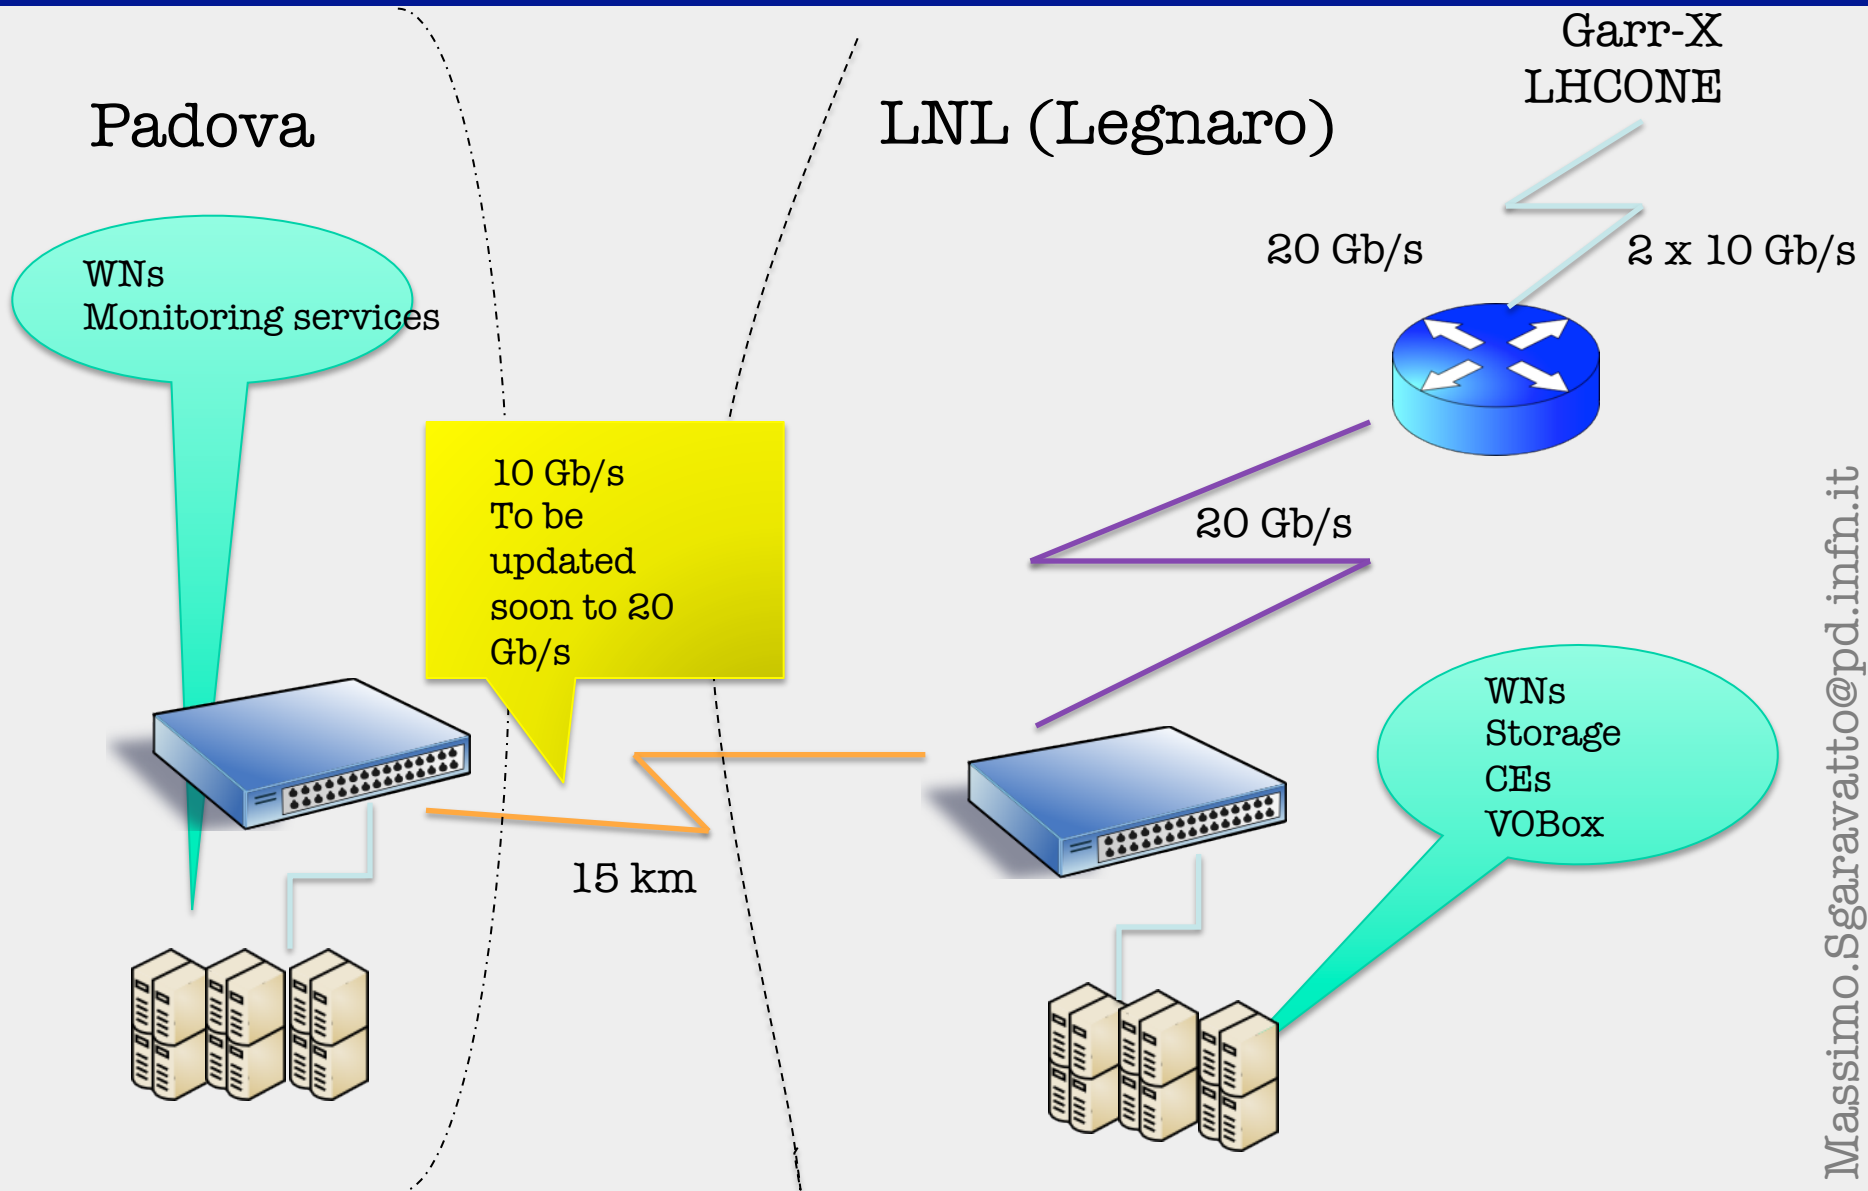 Garr-X
LHCONE
Padova
LNL (Legnaro)
20 Gb/s
2 x 10 Gb/s
WNs
Monitoring services
10 Gb/s
To be
updated
soon to 20
Gb/s
20 Gb/s
WNs
Storage
CEs
VOBox
15 km
Massimo.Sgaravatto@pd.infn.it